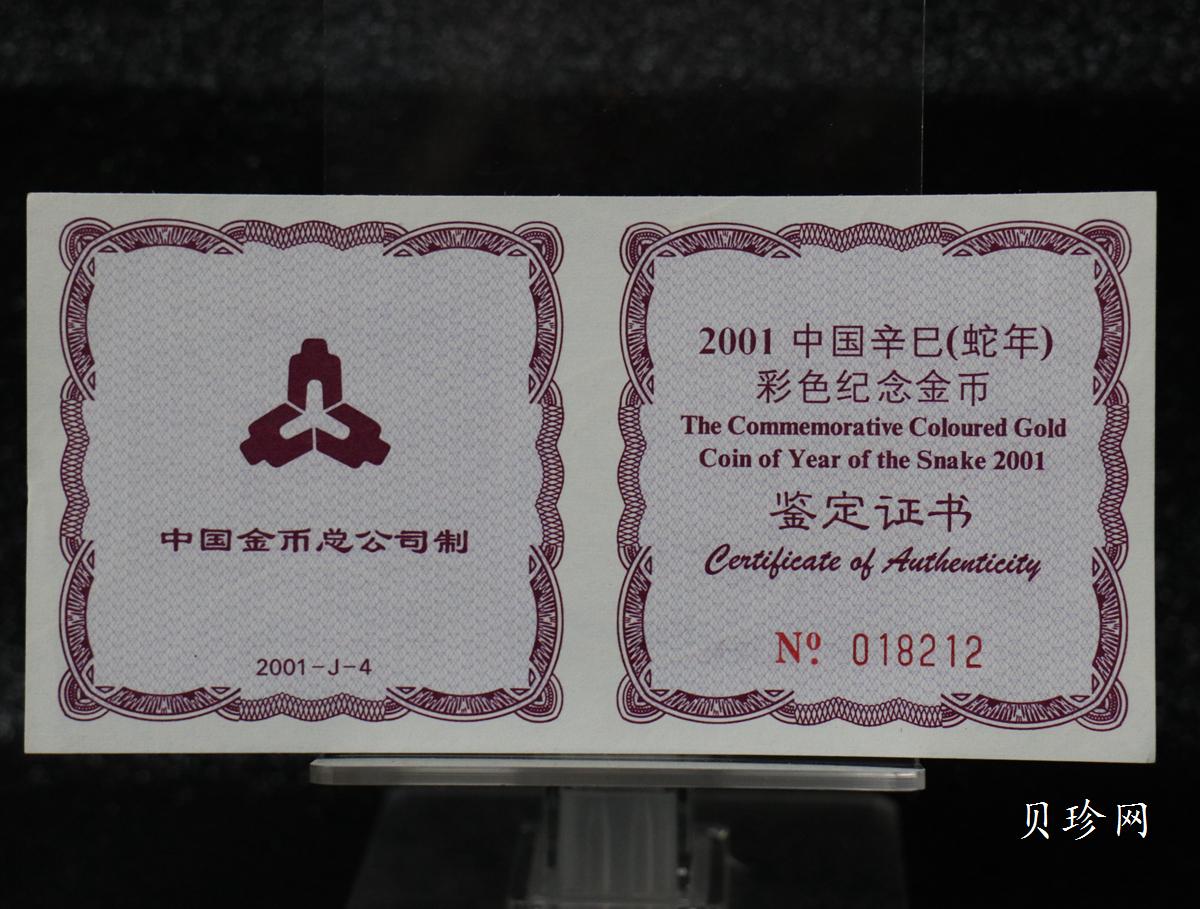 中国金币总公司制
2001-J-4
2001 中国辛巳(蛇年)
彩色纪念金币
The Commemorative Coloured Gold
Coin of Year of the Snake 2001
鉴定证书
Certificate of Authenticity
Nº 018212
贝珍网